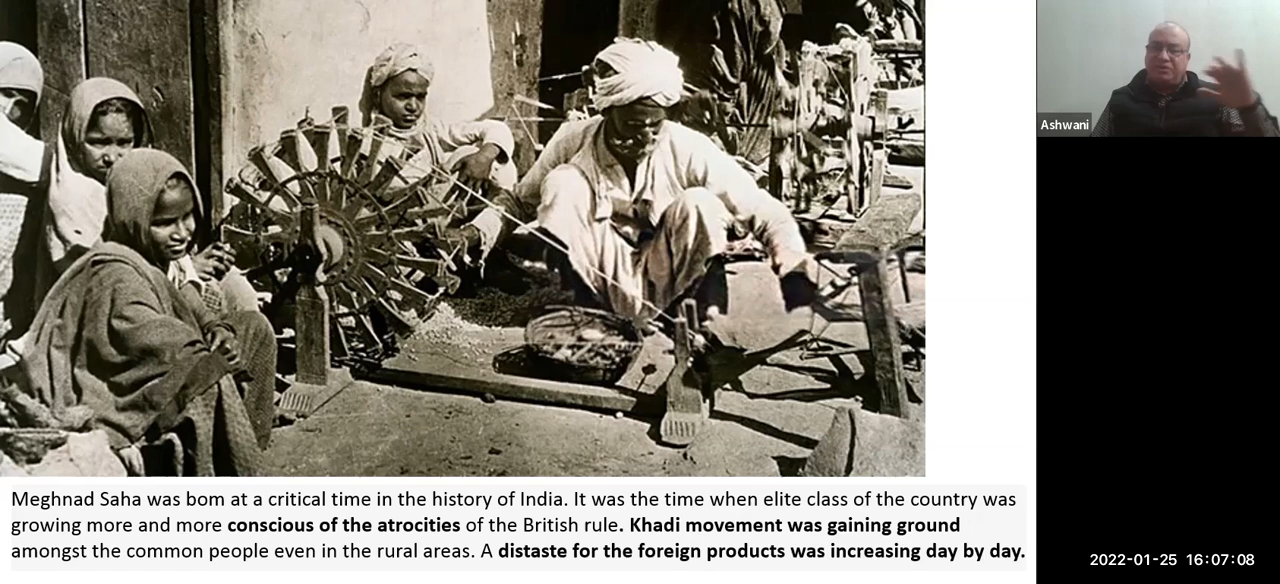 Ashwani
Meghnad Saha was bom at a critical time in the history of India. It was the time when elite class of the country was
growing more and more conscious of the atrocities of the British rule. Khadi movement was gaining ground
amongst the common people even in the rural areas. A distaste for the foreign products was increasing day by day.
2022-01-25 16:07:08